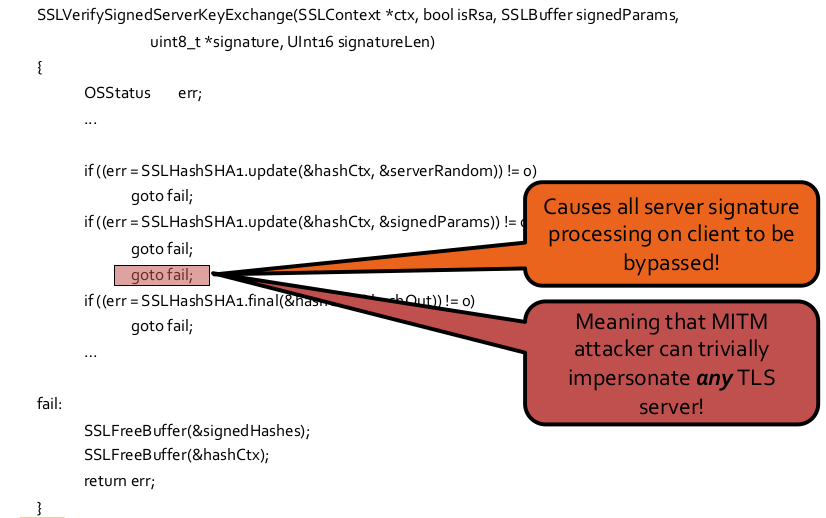 SSLVerifySignedServerKeyExchange(SSLContext *ctx, bool isRsa, SSLBuffer signedParams,
uint8_t *signature, UInt16 signatureLen)
{
OSStatus err;
...
if ((err = SSLHashSHA1.update(&hashCtx, &serverRandom)) != 0)
goto fail;
if ((err = SSLHashSHA1.update(&hashCtx, &signedParams)) != 0
goto fail;
goto fail;
if ((err = SSLHashSHA1.final(&hashCtx, &hashOut)) != 0)
goto fail;
...
fail:
SSLFreeBuffer(&signedHashes);
SSLFreeBuffer(&hashCtx);
return err;
}
Causes all server signature
processing on client to be
bypassed!
Meaning that MITM
attacker can trivially
impersonate any TLS
server!